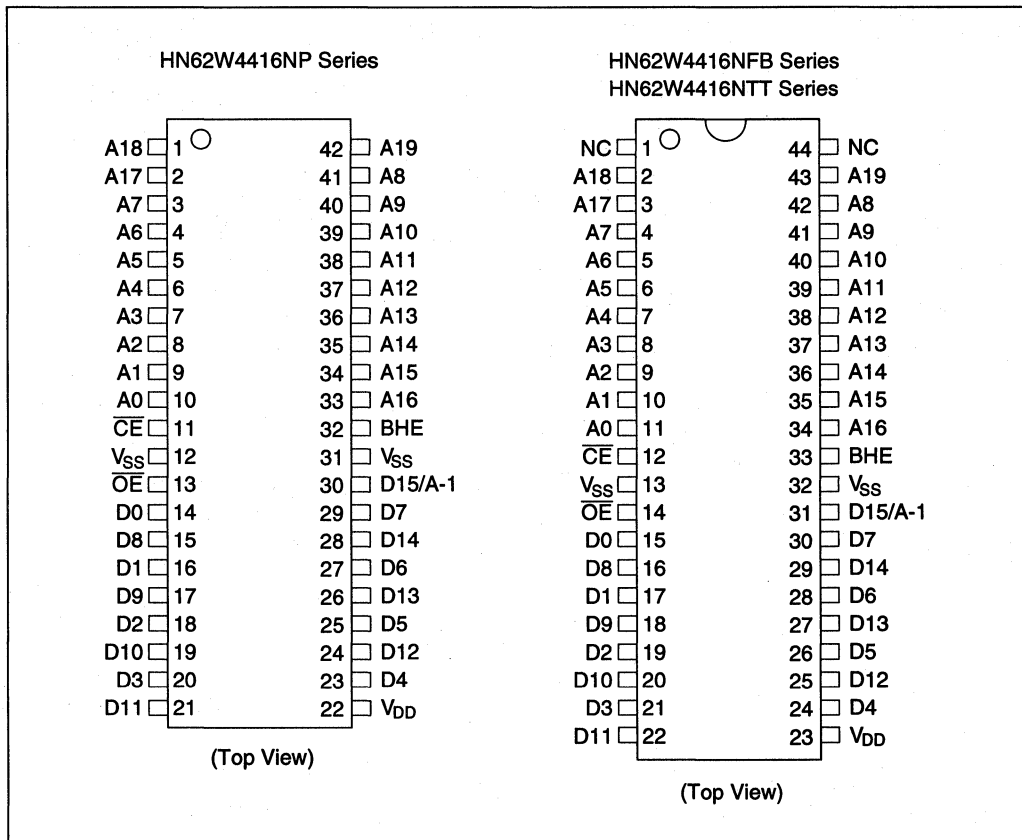 HN62W4416NP Series
A18 1 42 A19
A17 2 41 A8
A7 3 40 A9
A6 4 39 A10
A5 5 38 A11
A4 6 37 A12
A3 7 36 A13
A2 8 35 A14
A1 9 34 A15
A0 10 33 A16
C̅E̅ 11 32 BHE
VSS 12 31 VSS
O̅E̅ 13 30 D15/A-1
D0 14 29 D7
D8 15 28 D14
D1 16 27 D6
D9 17 26 D13
D2 18 25 D5
D10 19 24 D12
D3 20 23 D4
D11 21 22 VDD
(Top View)
HN62W4416NFB Series
HN62W4416NTT Series
NC 1 44 NC
A18 2 43 A19
A17 3 42 A8
A7 4 41 A9
A6 5 40 A10
A5 6 39 A11
A4 7 38 A12
A3 8 37 A13
A2 9 36 A14
A1 10 35 A15
A0 11 34 A16
C̅E̅ 12 33 BHE
VSS 13 32 VSS
O̅E̅ 14 31 D15/A-1
D0 15 30 D7
D8 16 29 D14
D1 17 28 D6
D9 18 27 D13
D2 19 26 D5
D10 20 25 D12
D3 21 24 D4
D11 22 23 VDD
(Top View)